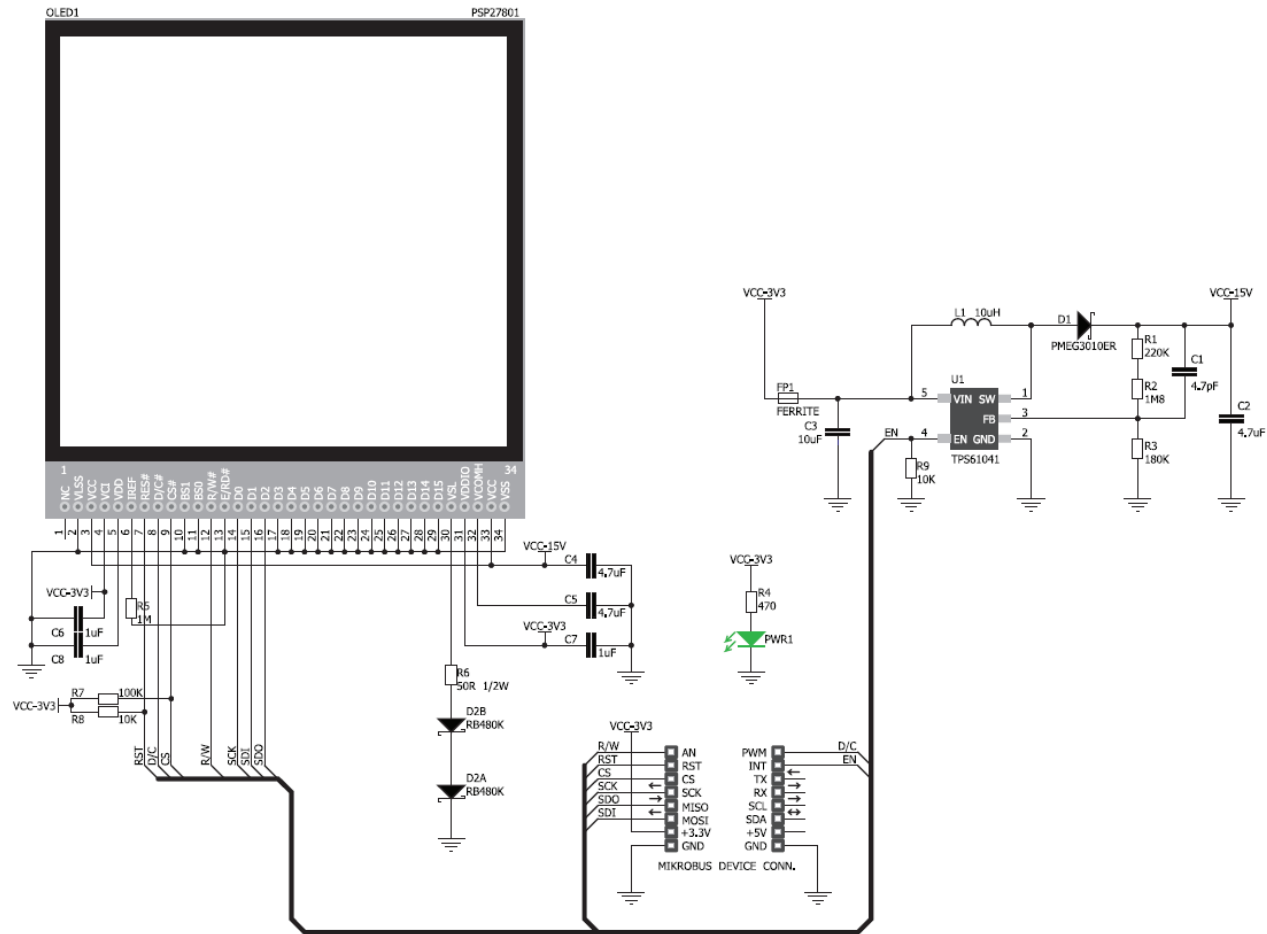 OLED1
PSP27801
1
34
NC
VLSS
VCC
VCI
VDD
IREF
RES#
D/C#
CS#
BS1
BS0
R/W#
E/RD#
D0
D1
D2
D3
D4
D5
D6
D7
D8
D9
D10
D11
D12
D13
D14
D15
VSL
VDDIO
VCOMH
VCC
VSS
1
2
3
4
5
6
7
8
9
10
11
12
13
14
15
16
17
18
19
20
21
22
23
24
25
26
27
28
29
30
31
32
33
34
VCC-3V3
C6
1uF
C8
1uF
R5
1M
VCC-3V3
R7
100K
R8
10K
RST
D/C
CS
R/W
SCK
SDI
SDO
VCC-15V
C4
4.7uF
C5
4.7uF
VCC-3V3
C7
1uF
R6
50R 1/2W
D2B
RB480K
D2A
RB480K
VCC-3V3
FP1
FERRITE
C3
10uF
L1 10uH
D1
PMEG3010ER
VCC-15V
R1
220K
R2
1M8
C1
4.7pF
C2
4.7uF
R3
180K
U1
5
VIN SW
1
FB
3
4
EN GND
2
TPS61041
EN
R9
10K
VCC-3V3
R4
470
PWR1
VCC-3V3
R/W
AN
PWM
D/C
RST
RST
INT
EN
CS
CS
TX
SCK
SCK
RX
SDO
MISO
SCL
SDI
MOSI
SDA
+3.3V
+5V
GND
GND
MIKROBUS DEVICE CONN.